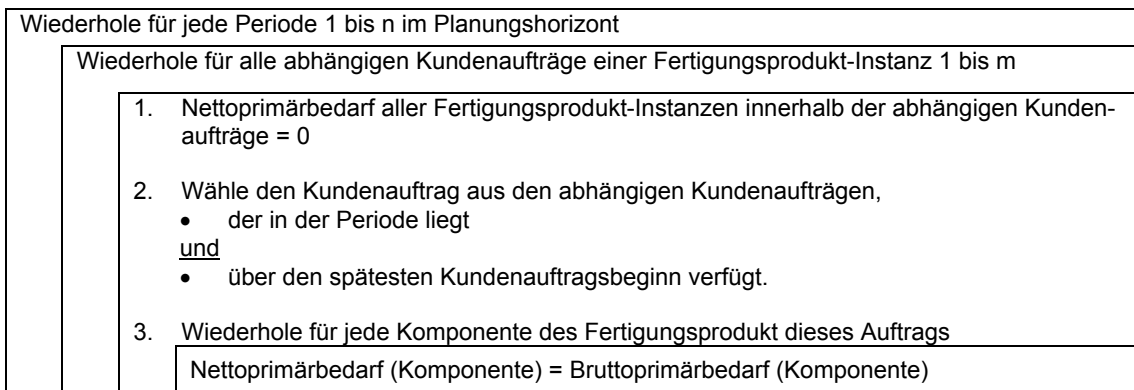 Wiederhole für jede Periode 1 bis n im Planungshorizont
Wiederhole für alle abhängigen Kundenaufträge einer Fertigungsprodukt-Instanz 1 bis m
1. Nettoprimärbedarf aller Fertigungsprodukt-Instanzen innerhalb der abhängigen Kunden-
aufträge = 0
2. Wähle den Kundenauftrag aus den abhängigen Kundenaufträgen,
• der in der Periode liegt
und
• über den spätesten Kundenauftragsbeginn verfügt.
3. Wiederhole für jede Komponente des Fertigungsprodukt dieses Auftrags
Nettoprimärbedarf (Komponente) = Bruttoprimärbedarf (Komponente)